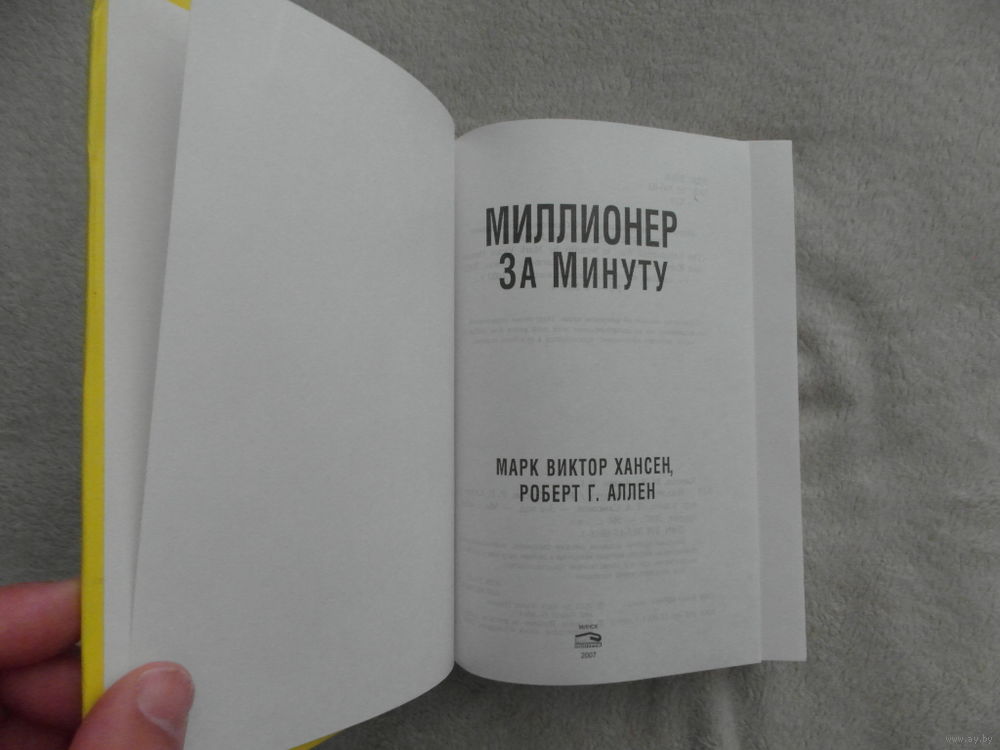 МИЛЛИОНЕР
ЗА МИНУТУ
МАРК ВИКТОР ХАНСЕН,
РОБЕРТ Г. АЛЛЕН
МИНСК
2007
www.ay.by